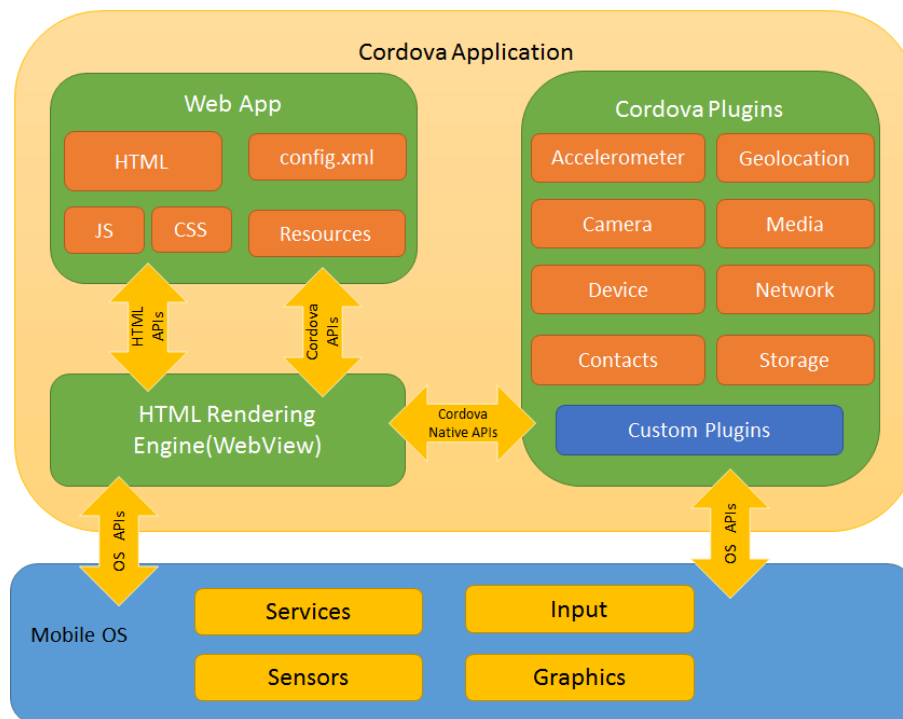 Cordova Application
Web App
HTML
config.xml
JS
CSS
Resources
HTML
APIs
Cordova
APIs
HTML Rendering
Engine(WebView)
Cordova
Native APIs
Cordova Plugins
Accelerometer
Geolocation
Camera
Media
Device
Network
Contacts
Storage
Custom Plugins
OS APIs
OS APIs
Mobile OS
Services
Input
Sensors
Graphics